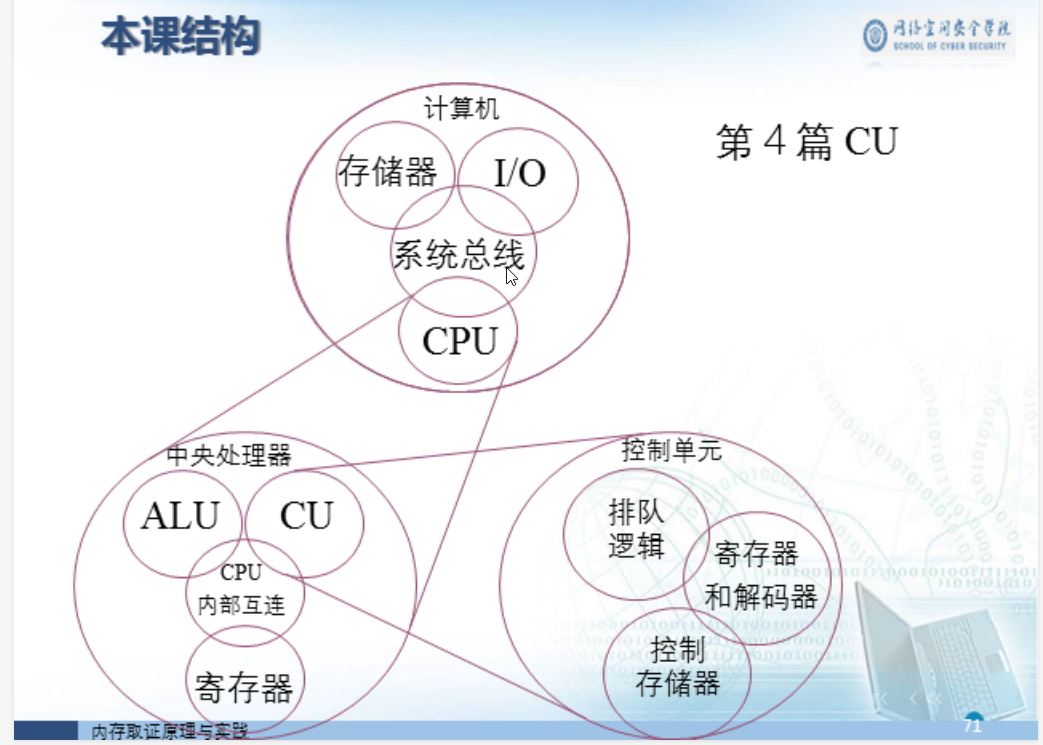 本课结构
网络空间安全学院
SCHOOL OF CYBER SECURITY
计算机
第 4 篇 CU
存储器
I/O
系统总线
CPU
中央处理器
ALU
CU
CPU
内部互连
寄存器
控制单元
排队
逻辑
寄存器
和解码器
控制
存储器
内存取证原理与实践
71